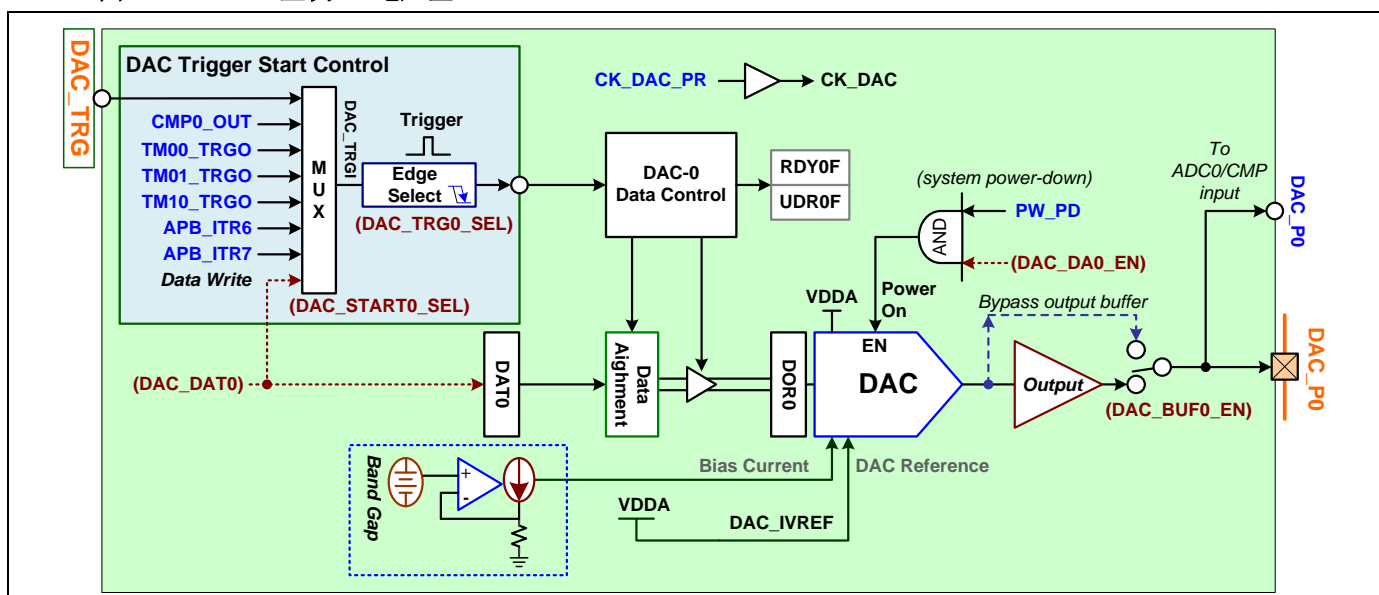 DAC_TRG
DAC Trigger Start Control
CMP0_OUT
TM00_TRGO
TM01_TRGO
TM10_TRGO
APB_ITR6
APB_ITR7
Data Write
MUX
DAC_TRGI
Trigger
Edge
Select
(DAC_TRG0_SEL)
(DAC_START0_SEL)
CK_DAC_PR
CK_DAC
DAC-0
Data Control
RDY0F
UDR0F
(system power-down)
PW_PD
AND
(DAC_DA0_EN)
Power
On
To
ADC0/CMP
input
DAC_P0
VDDA
Bypass output buffer
(DAC_DAT0)
DAT0
Data
Aighment
DOR0
EN
DAC
Output
(DAC_BUF0_EN)
DAC_P0
Band Gap
+
-
Bias Current
DAC Reference
VDDA
DAC_IVREF